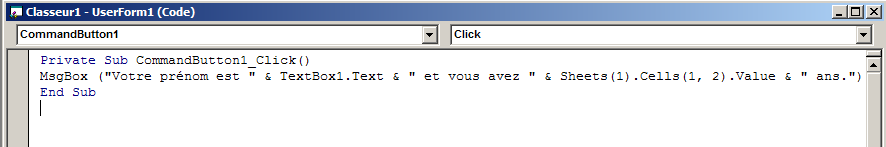 Classeur1 - UserForm1 (Code)
CommandButton1 Click
Private Sub CommandButton1_Click()
MsgBox ("Votre prénom est " & TextBox1.Text & " et vous avez " & Sheets(1).Cells(1, 2).Value & " ans.")
End Sub